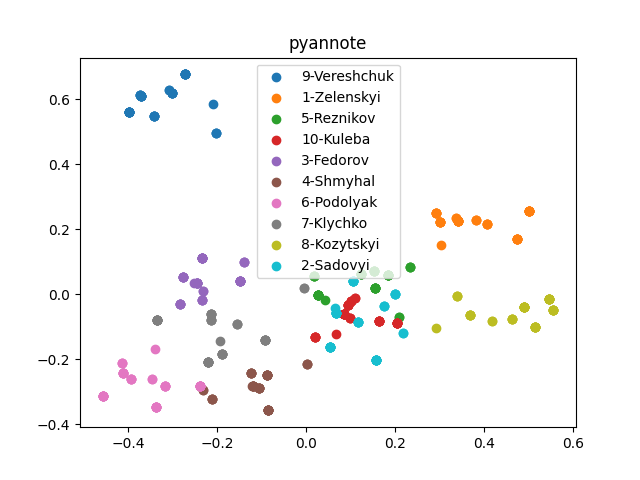 pyannote
9-Vereshchuk
1-Zelenskyi
5-Reznikov
10-Kuleba
3-Fedorov
4-Shmyhal
6-Podolyak
7-Klychko
8-Kozytskyi
2-Sadovyi
0.6
0.4
0.2
0.0
−0.2
−0.4
−0.4
−0.2
0.0
0.2
0.4
0.6